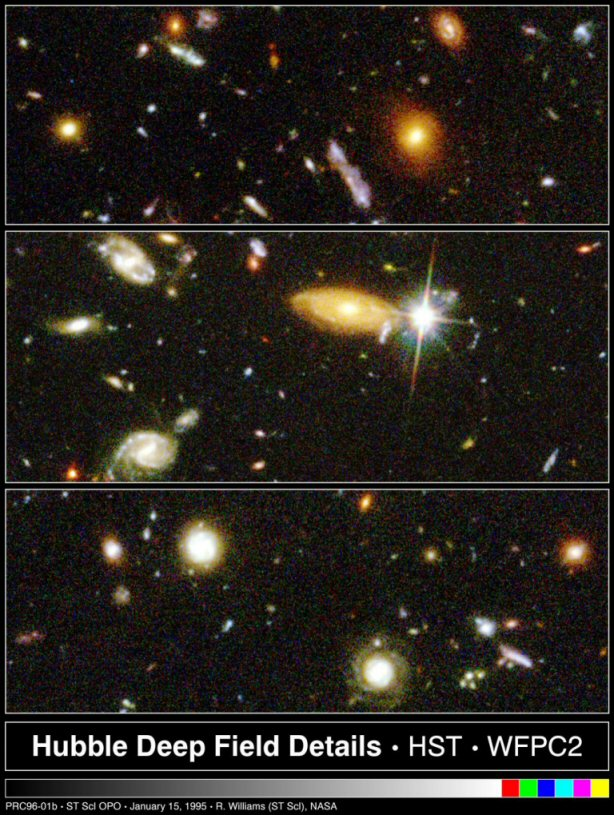 Hubble Deep Field Details • HST • WFPC2
PRC96-01b • ST ScI OPO • January 15, 1995 • R. Williams (ST ScI), NASA